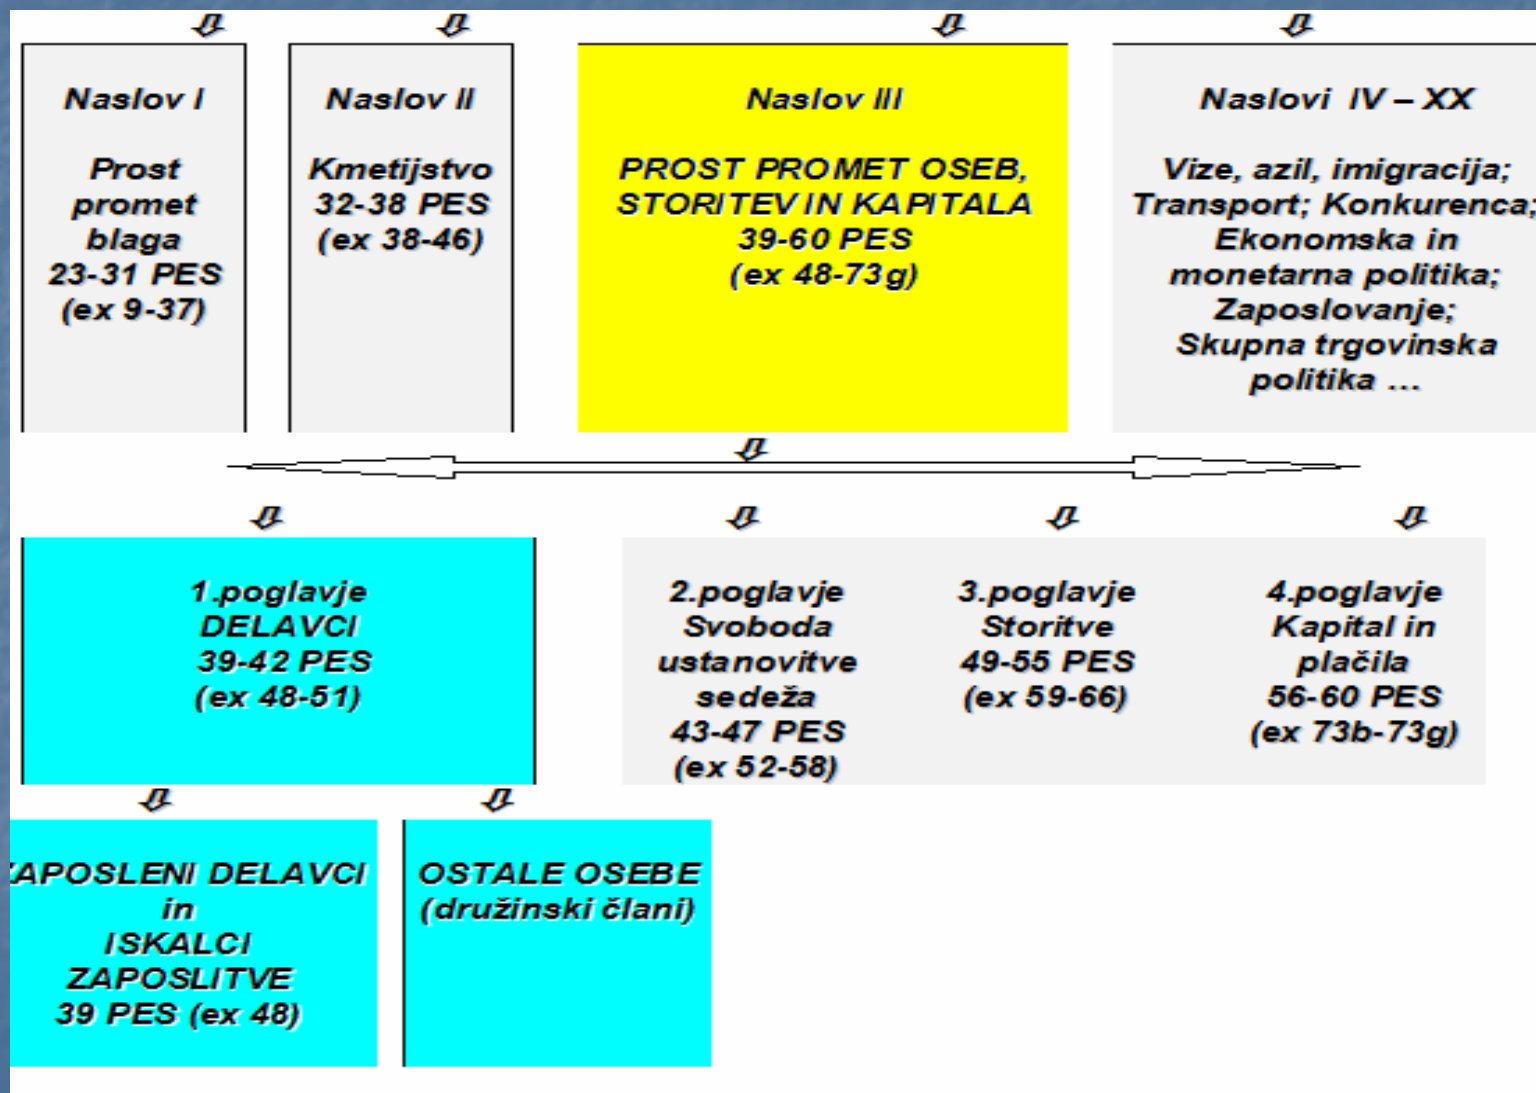 Naslov I
Prost
promet
blaga
23-31 PES
(ex 9-37)
Naslov II
Kmetijstvo
32-38 PES
(ex 38-46)
Naslov III
PROST PROMET OSEB,
STORITEV IN KAPITALA
39-60 PES
(ex 48-73g)
Naslovi IV – XX
Vize, azil, imigracija;
Transport; Konkurenca;
Ekonomska in
monetarna politika;
Zaposlovanje;
Skupna trgovinska
politika …
1.poglavje
DELAVCI
39-42 PES
(ex 48-51)
2.poglavje
Svoboda
ustanovitve
sedeža
43-47 PES
(ex 52-58)
3.poglavje
Storitve
49-55 PES
(ex 59-66)
4.poglavje
Kapital in
plačila
56-60 PES
(ex 73b-73g)
ZAPOSLENI DELAVCI
in
ISKALCI
ZAPOSLITVE
39 PES (ex 48)
OSTALE OSEBE
(družinski člani)